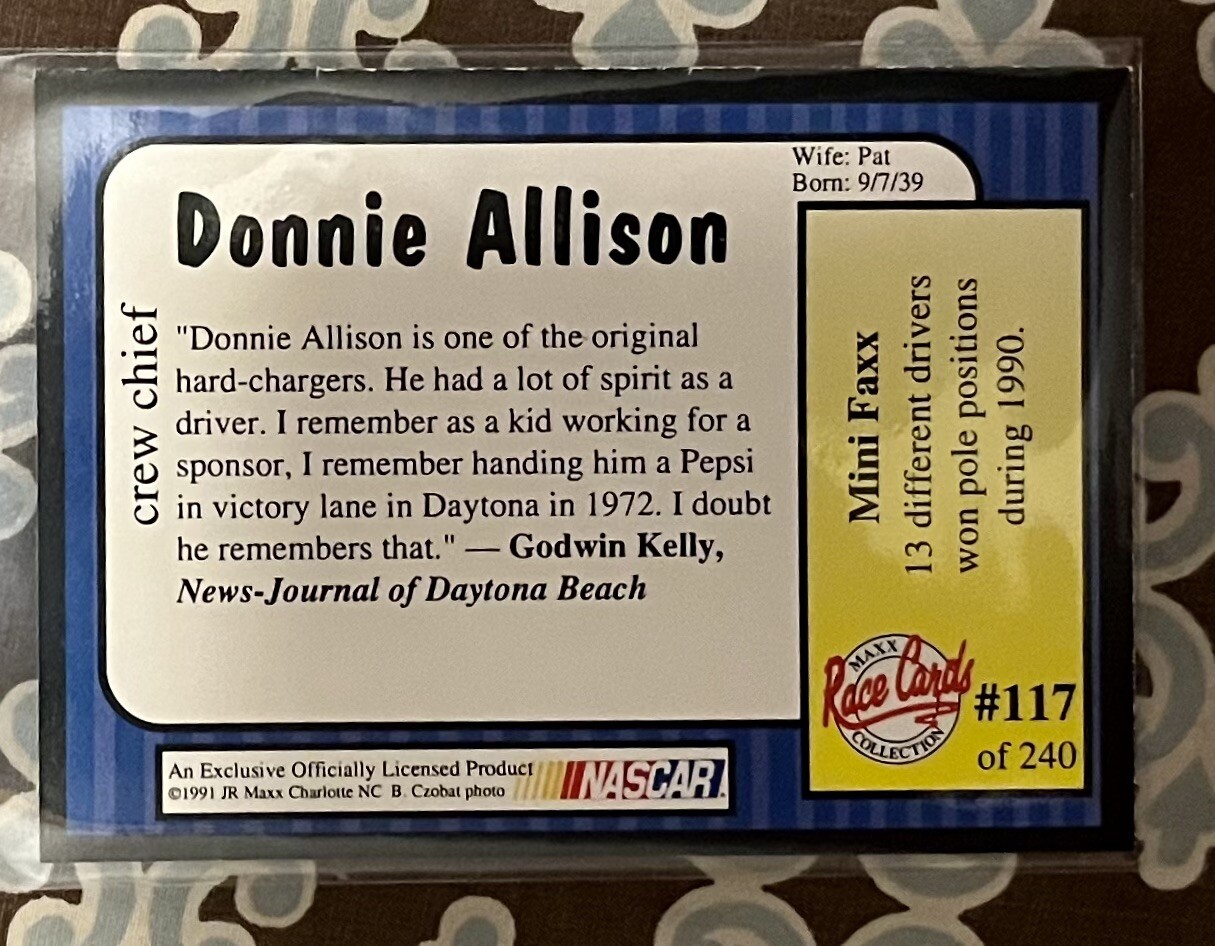 Wife: Pat
Born: 9/7/39
Donnie Allison
crew chief
"Donnie Allison is one of the original
hard-chargers. He had a lot of spirit as a
driver. I remember as a kid working for a
sponsor, I remember handing him a Pepsi
in victory lane in Daytona in 1972. I doubt
he remembers that." — Godwin Kelly,
News-Journal of Daytona Beach
Mini Faxx
13 different drivers
won pole positions
during 1990.
MAXX
Race Cards
COLLECTION
#117
of 240
An Exclusive Officially Licensed Product
©1991 JR Maxx Charlotte NC B. Czobat photo
NASCAR